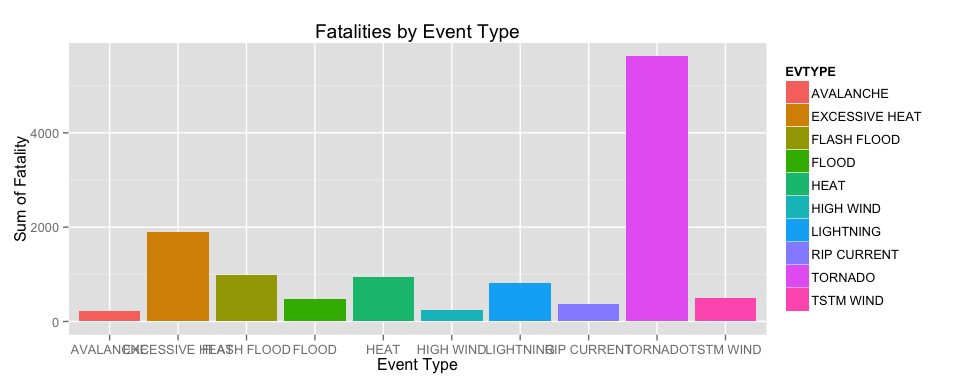 Fatalities by Event Type
Sum of Fatality
4000
2000
0
AVALANCHE EXCESSIVE HEAT FLASH FLOOD FLOOD HEAT HIGH WIND LIGHTNING RIP CURRENT TORNADO TSTM WIND
Event Type
EVTYPE
AVALANCHE
EXCESSIVE HEAT
FLASH FLOOD
FLOOD
HEAT
HIGH WIND
LIGHTNING
RIP CURRENT
TORNADO
TSTM WIND